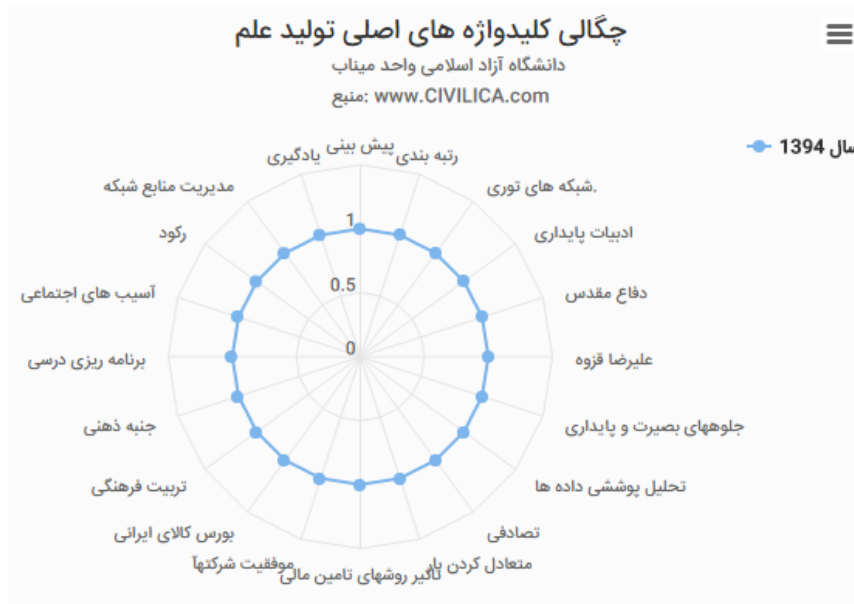 چگالی کلیدواژه های اصلی تولید علم
دانشگاه آزاد اسلامی واحد میناب
منبع: www.CIVILICA.com
سال 1394
پیش بینی
رتبه بندی
شبکه های توری.
ادبیات پایداری
دفاع مقدس
علیرضا قزوه
جلوههای بصیرت و پایداری
تحلیل پوششی داده ها
تصادفی
متعادل کردن بار
تاثیر روشهای تامین مالی
موفقیت شرکتهآ
بورس کالای ایرانی
تربیت فرهنگی
جنبه ذهنی
برنامه ریزی درسی
آسیب های اجتماعی
رکود
مدیریت منابع شبکه
یادگیری
1
0.5
0